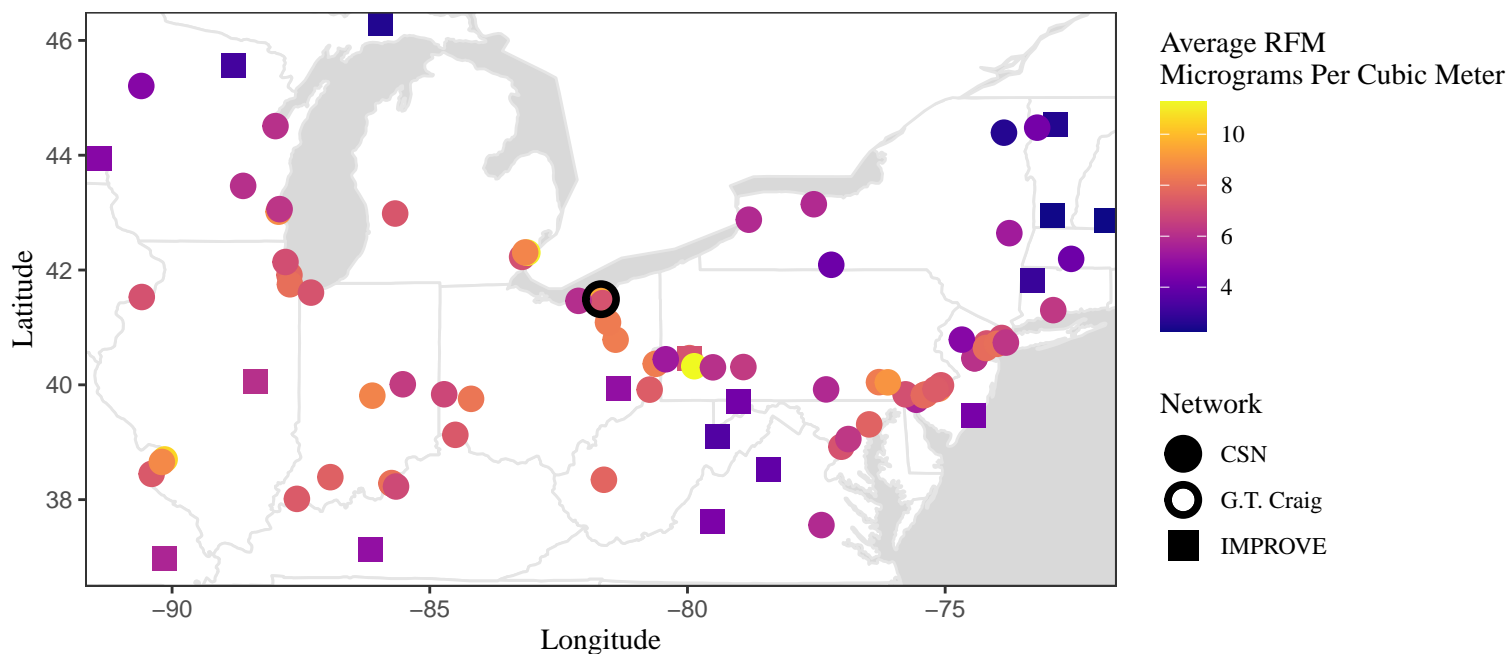 46
44
42
40
38
Latitude
−90
−85
−80
−75
Longitude
Average RFM
Micrograms Per Cubic Meter
10
8
6
4
Network
CSN
G.T. Craig
IMPROVE